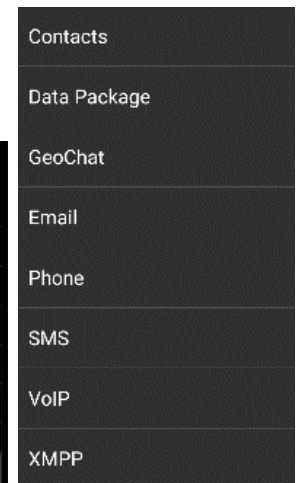 Contacts
Data Package
GeoChat
Email
Phone
SMS
VoIP
XMPP